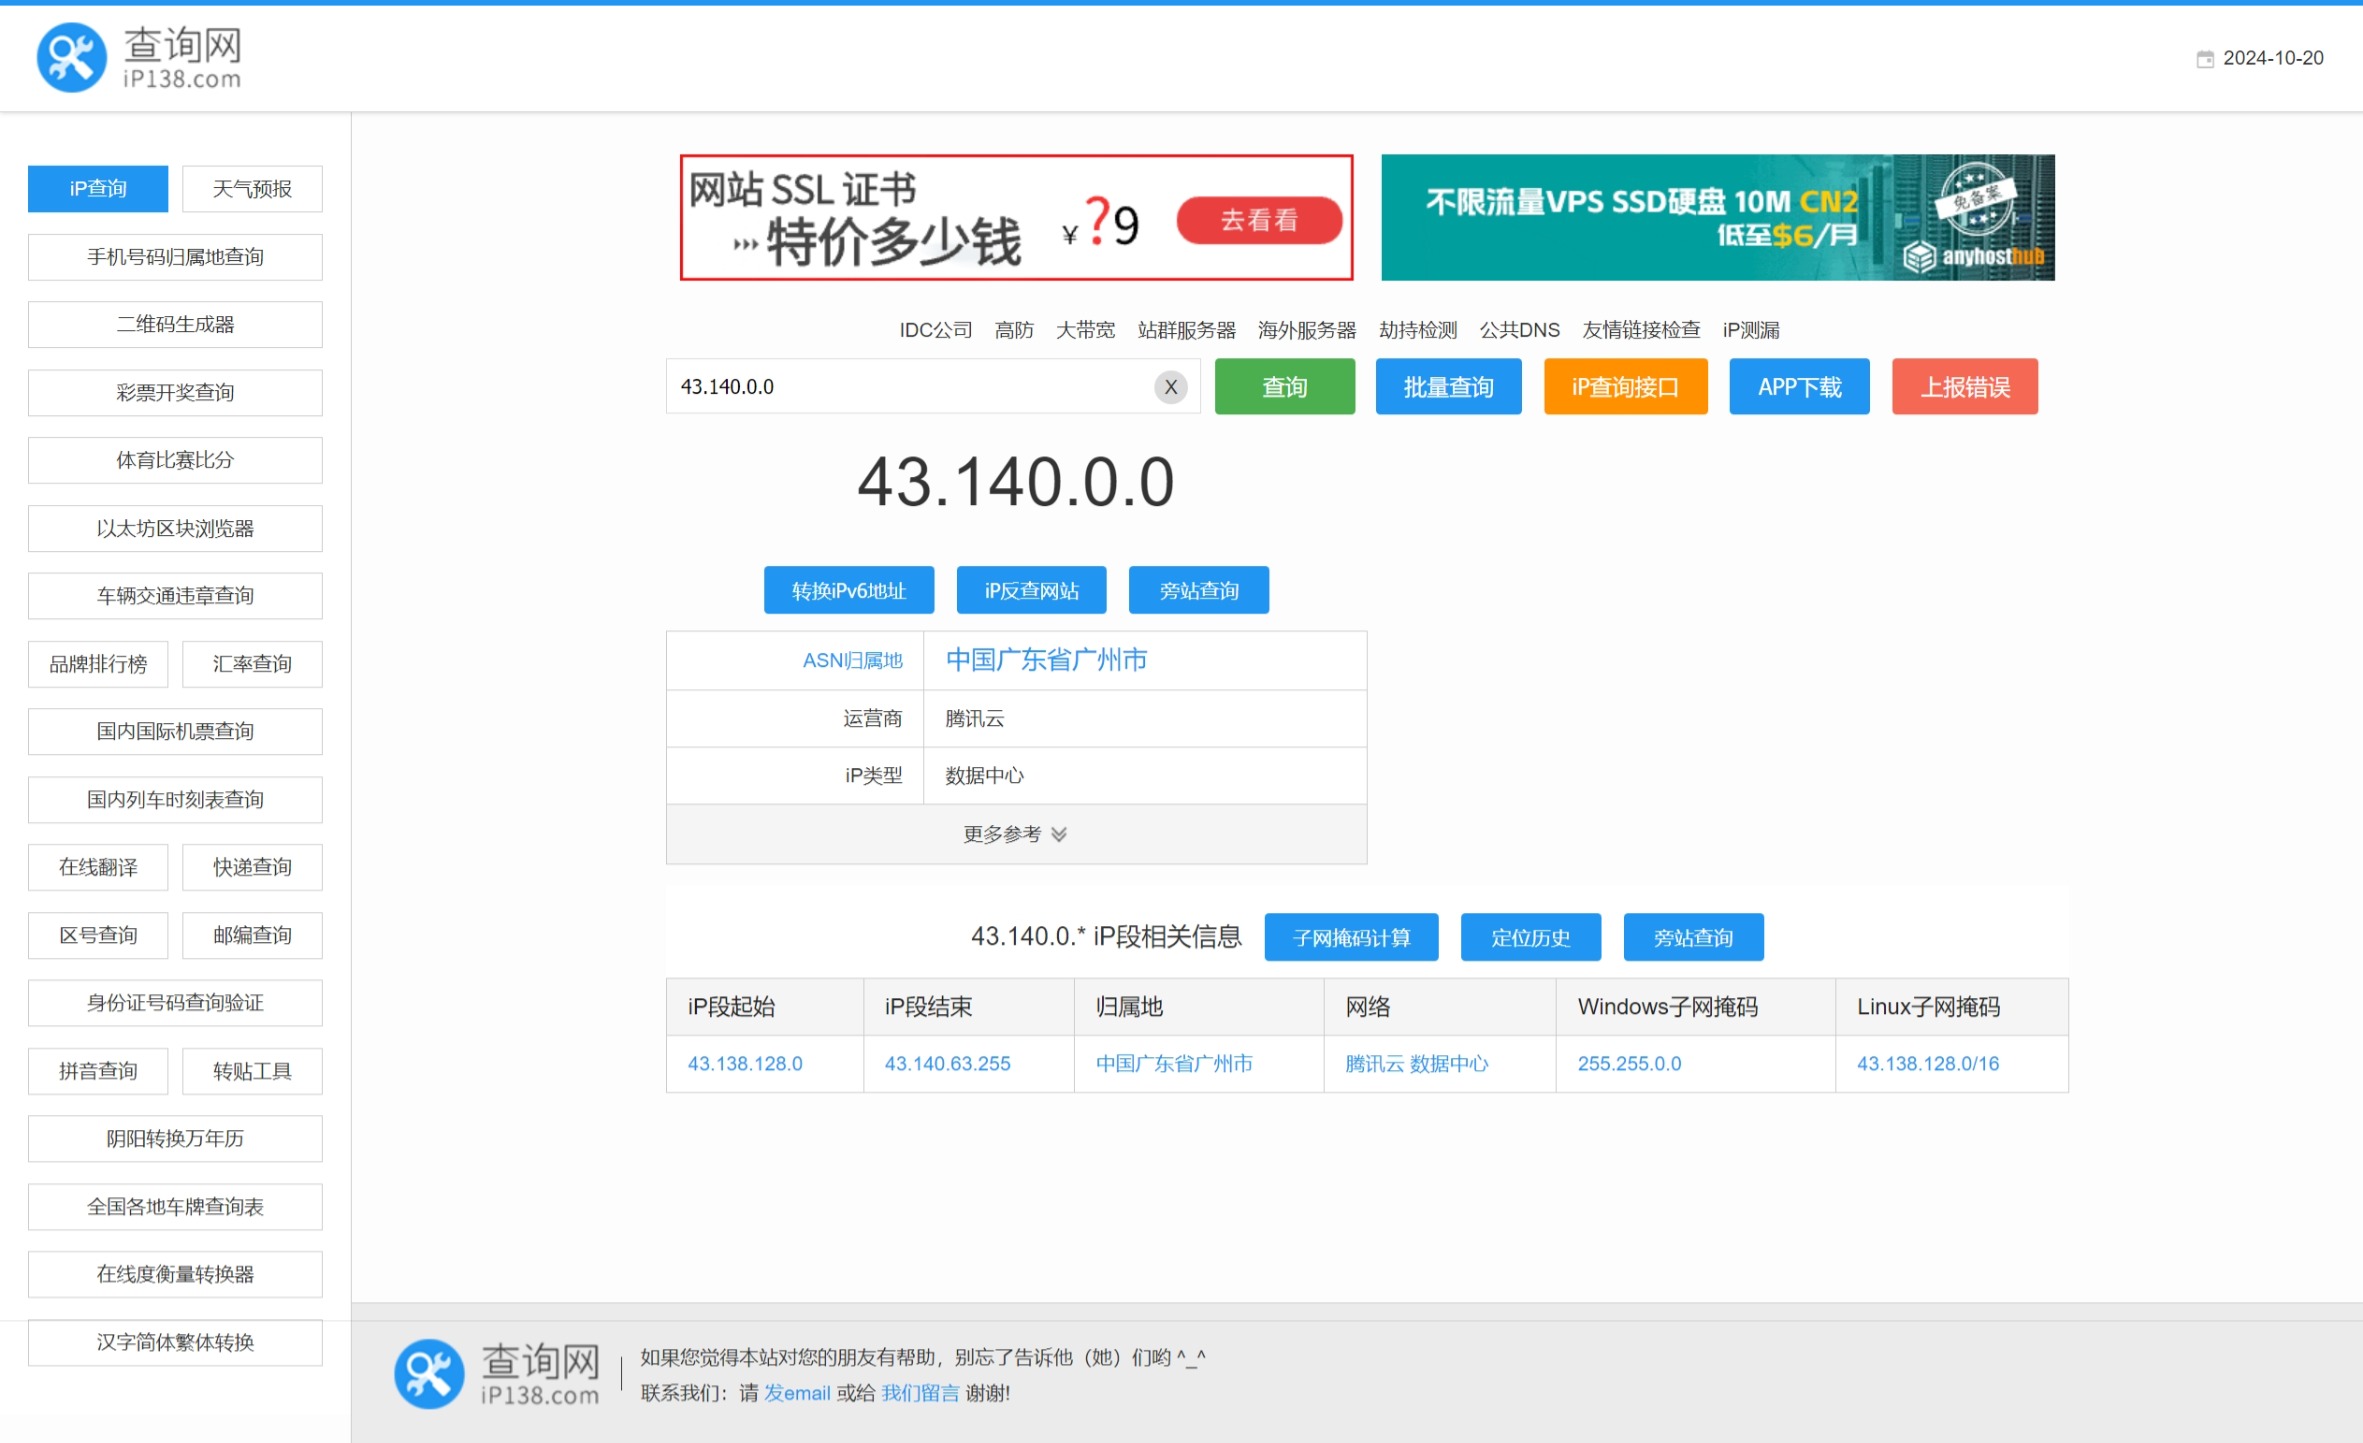 查询网
iP138.com
2024-10-20
iP查询
天气预报
手机号码归属地查询
二维码生成器
彩票开奖查询
体育比赛比分
以太坊区块浏览器
车辆交通违章查询
品牌排行榜
汇率查询
国内国际机票查询
国内列车时刻表查询
在线翻译
快递查询
区号查询
邮编查询
身份证号码查询验证
拼音查询
转贴工具
阴阳转换万年历
全国各地车牌查询表
在线度衡量转换器
汉字简体繁体转换
网站 SSL 证书
特价多少钱
¥?9
去看看
不限流量VPS SSD硬盘 10M CN2
低至$6/月
免备案
anyhosthub
IDC公司 高防 大带宽 站群服务器 海外服务器 劫持检测 公共DNS 友情链接检查 iP测漏
43.140.0.0 X 查询 批量查询 iP查询接口 APP下载 上报错误
43.140.0.0
转换iPv6地址 iP反查网站 旁站查询
ASN归属地 中国广东省广州市
运营商 腾讯云
iP类型 数据中心
更多参考
43.140.0.* iP段相关信息 子网掩码计算 定位历史 旁站查询
iP段起始 iP段结束 归属地 网络 Windows子网掩码 Linux子网掩码
43.138.128.0 43.140.63.255 中国广东省广州市 腾讯云 数据中心 255.255.0.0 43.138.128.0/16
查询网
iP138.com
如果您觉得本站对您的朋友有帮助，别忘了告诉他（她）们哟 ^_^
联系我们：请 发email 或给 我们留言 谢谢!